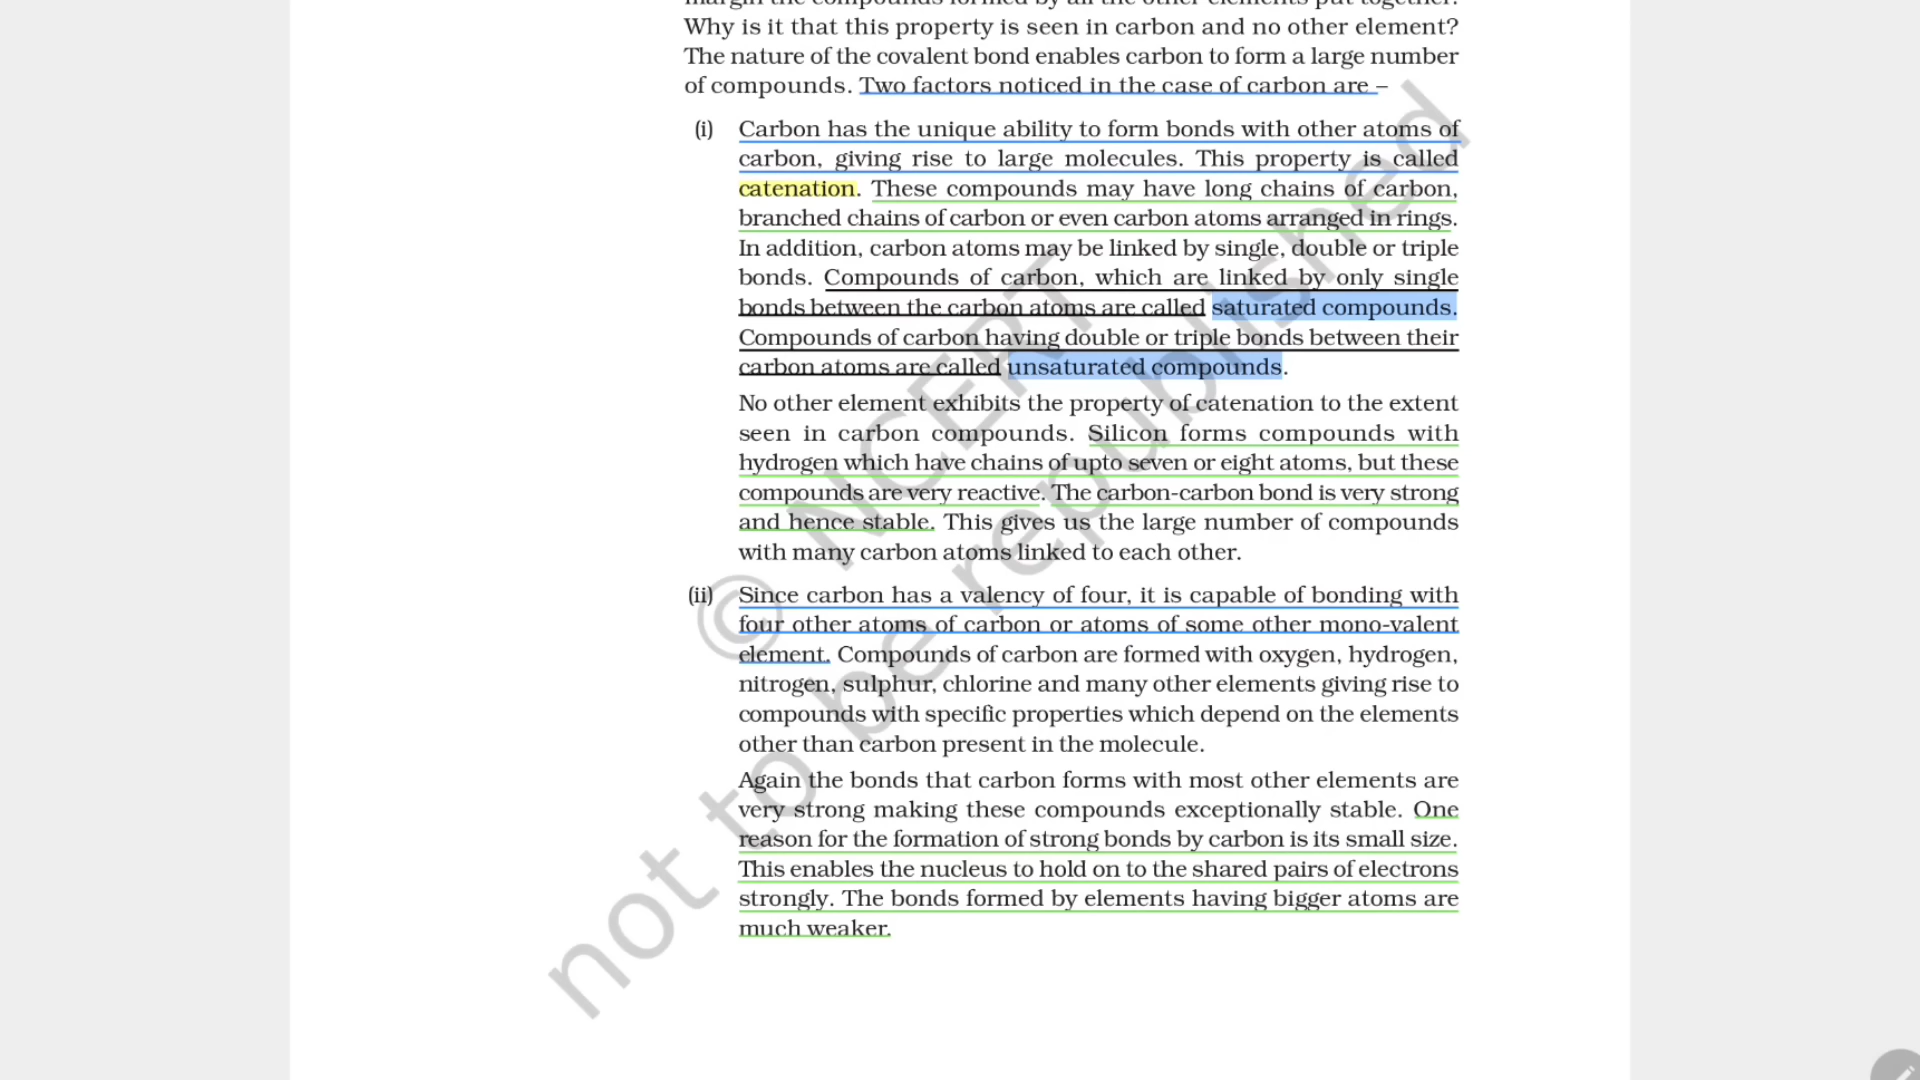 margin the compounds formed by all the other elements put together.
Why is it that this property is seen in carbon and no other element?
The nature of the covalent bond enables carbon to form a large number
of compounds. Two factors noticed in the case of carbon are –
(i) Carbon has the unique ability to form bonds with other atoms of
carbon, giving rise to large molecules. This property is called
catenation. These compounds may have long chains of carbon,
branched chains of carbon or even carbon atoms arranged in rings.
In addition, carbon atoms may be linked by single, double or triple
bonds. Compounds of carbon, which are linked by only single
bonds between the carbon atoms are called saturated compounds.
Compounds of carbon having double or triple bonds between their
carbon atoms are called unsaturated compounds.
No other element exhibits the property of catenation to the extent
seen in carbon compounds. Silicon forms compounds with
hydrogen which have chains of upto seven or eight atoms, but these
compounds are very reactive. The carbon-carbon bond is very strong
and hence stable. This gives us the large number of compounds
with many carbon atoms linked to each other.
(ii) Since carbon has a valency of four, it is capable of bonding with
four other atoms of carbon or atoms of some other mono-valent
element. Compounds of carbon are formed with oxygen, hydrogen,
nitrogen, sulphur, chlorine and many other elements giving rise to
compounds with specific properties which depend on the elements
other than carbon present in the molecule.
Again the bonds that carbon forms with most other elements are
very strong making these compounds exceptionally stable. One
reason for the formation of strong bonds by carbon is its small size.
This enables the nucleus to hold on to the shared pairs of electrons
strongly. The bonds formed by elements having bigger atoms are
much weaker.
© NCERT
not to be republished